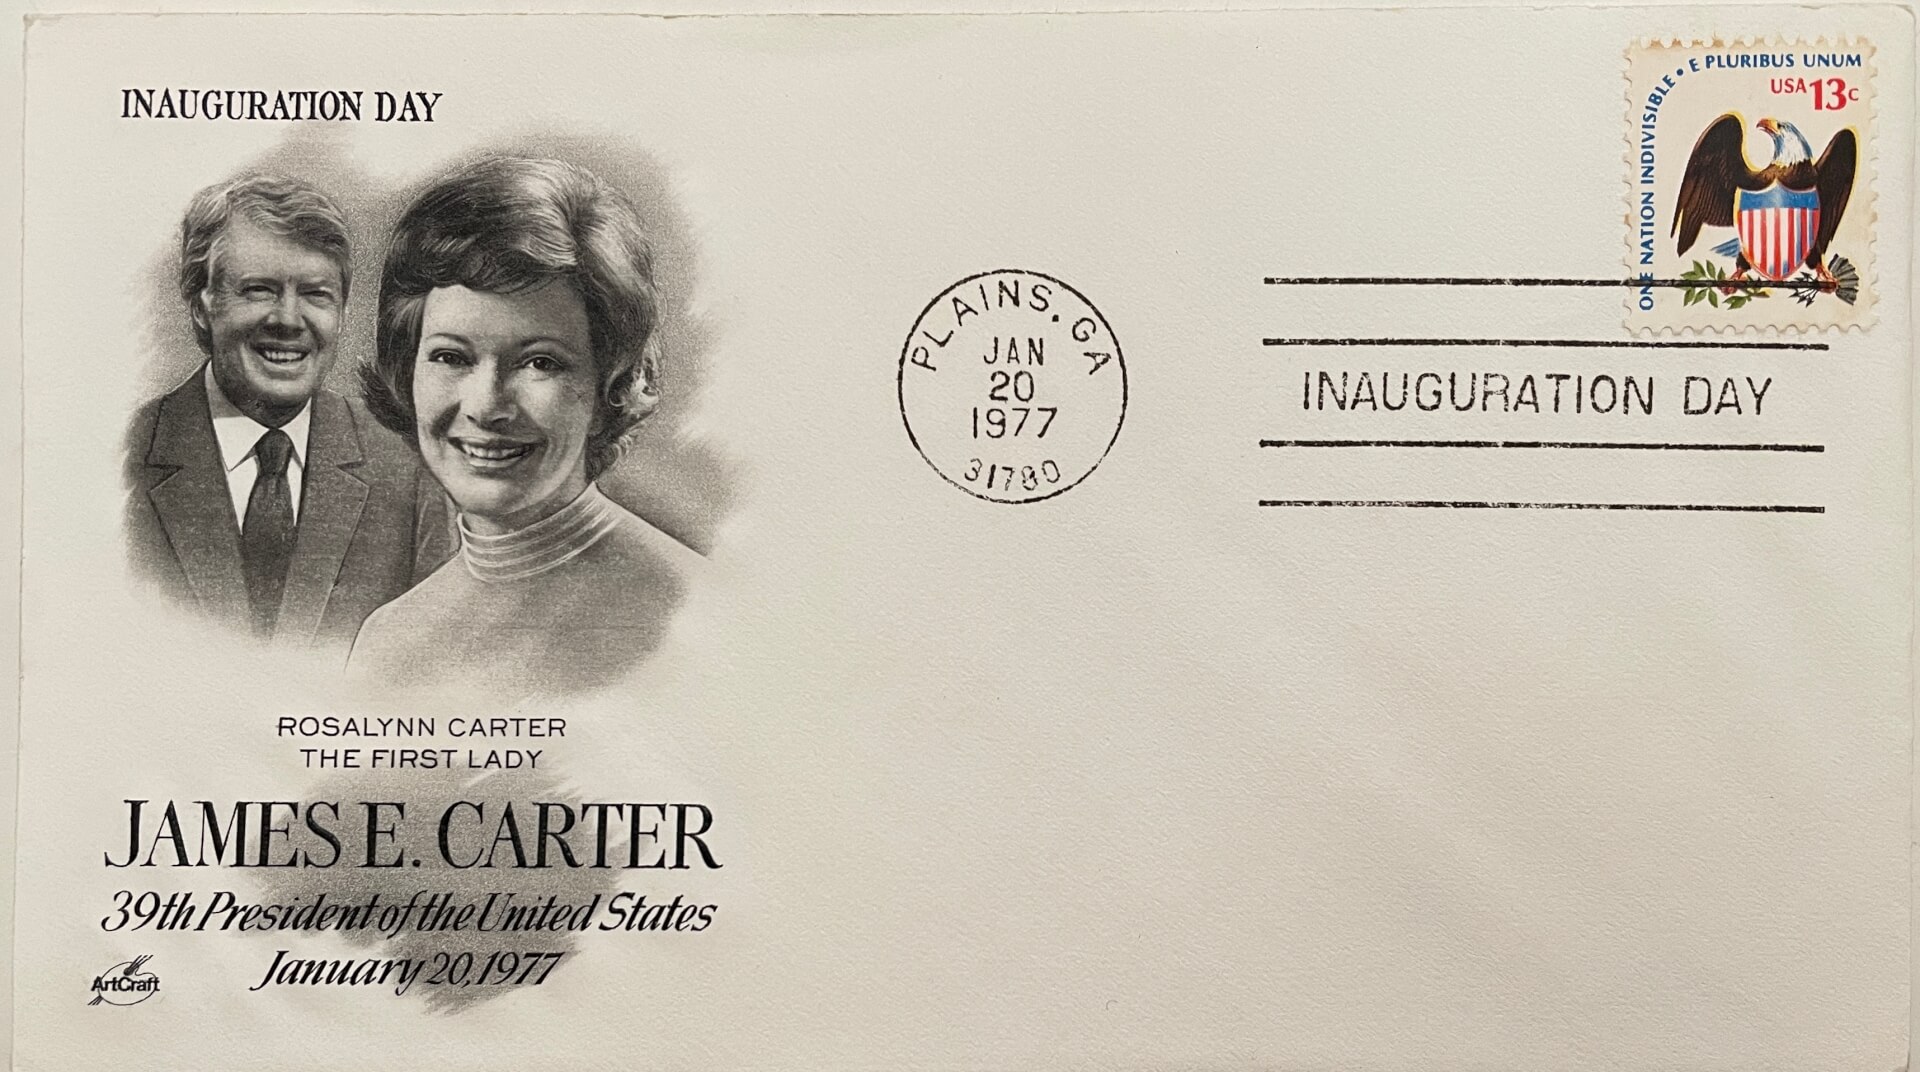 INAUGURATION DAY
ROSALYNN CARTER
THE FIRST LADY
JAMES E. CARTER
39th President of the United States
January 20, 1977
ArtCraft
PLAINS, GA
JAN
20
1977
31780
INAUGURATION DAY
ONE NATION INDIVISIBLE • E PLURIBUS UNUM
USA 13c